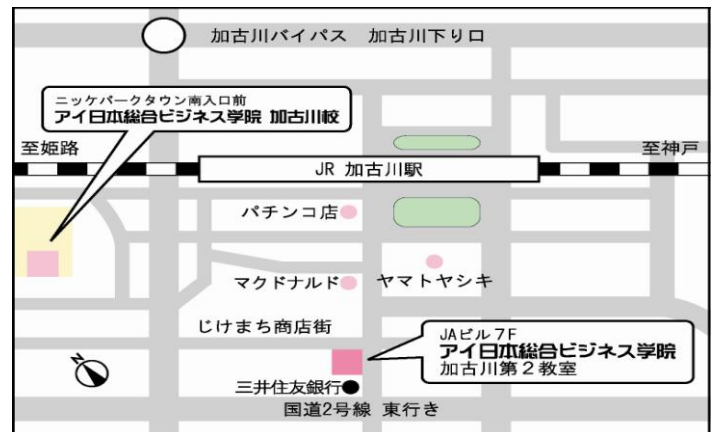 加古川バイパス 加古川下り口
ニッケパークタウン南入口前
アイ日本総合ビジネス学院 加古川校
至姫路
至神戸
JR 加古川駅
パチンコ店
マクドナルド
ヤマトヤシキ
じけまち商店街
JAビル7F
アイ日本総合ビジネス学院
加古川第2教室
三井住友銀行
国道2号線 東行き